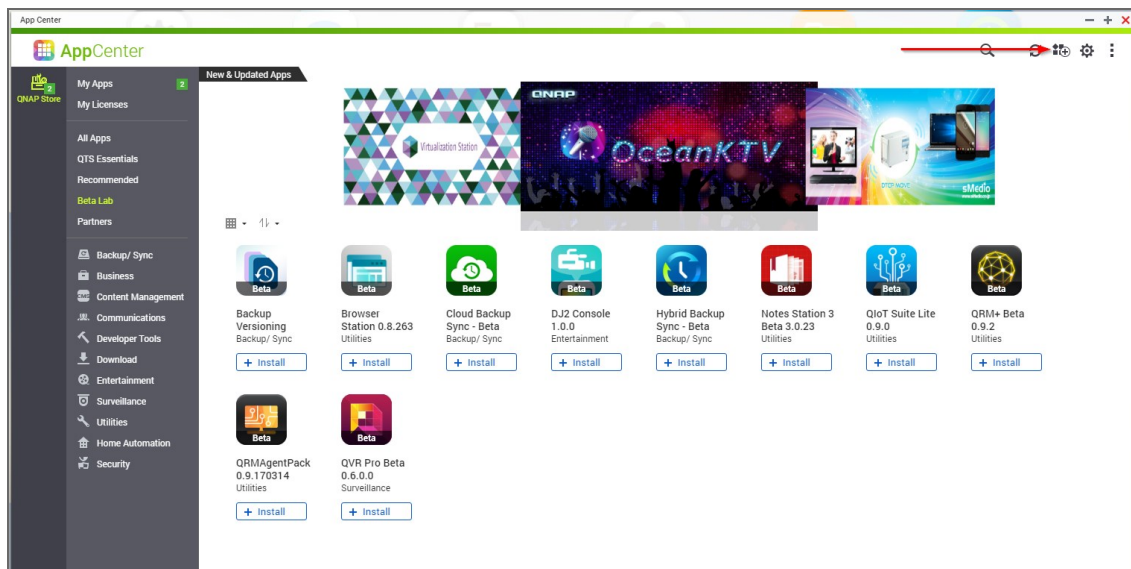 App Center
AppCenter
2
QNAP Store
My Apps 2
My Licenses
All Apps
QTS Essentials
Recommended
Beta Lab
Partners
Backup/ Sync
Business
CMS
Content Management
Communications
Developer Tools
Download
Entertainment
Surveillance
Utilities
Home Automation
Security
New & Updated Apps
Virtualization Station
QNAP
OceanKTV
DTCP MOVE
sMedio
Beta
Backup
Versioning
Backup/ Sync
+ Install
Beta
Browser
Station 0.8.263
Utilities
+ Install
Beta
Cloud Backup
Sync - Beta
Backup/ Sync
+ Install
Beta
DJ2 Console
1.0.0
Entertainment
+ Install
Beta
Hybrid Backup
Sync - Beta
Backup/ Sync
+ Install
Beta
Notes Station 3
Beta 3.0.23
Utilities
+ Install
Beta
QIoT Suite Lite
0.9.0
Utilities
+ Install
Beta
QRM+ Beta
0.9.2
Utilities
+ Install
Beta
QRMAgentPack
0.9.170314
Utilities
+ Install
Beta
QVR Pro Beta
0.6.0.0
Surveillance
+ Install